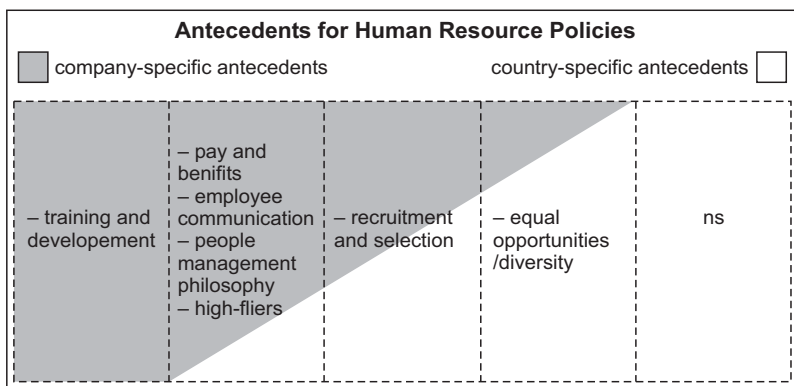 Antecedents for Human Resource Policies
company-specific antecedents
country-specific antecedents
– training and
developement
– pay and
benifits
– employee
communication
– people
management
philosophy
– high-fliers
– recruitment
and selection
– equal
opportunities
/diversity
ns